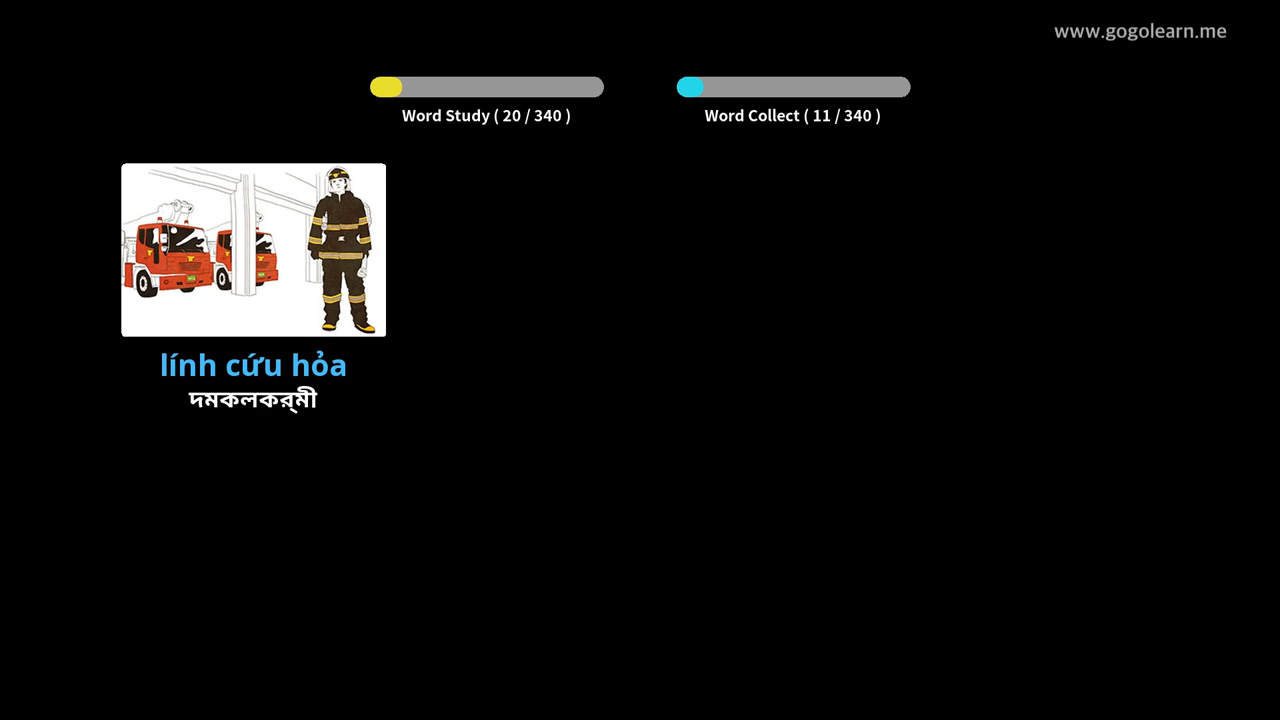 www.gogolearn.me
Word Study ( 20 / 340 )
Word Collect ( 11 / 340 )
lính cứu hỏa
দমকলকর্মী